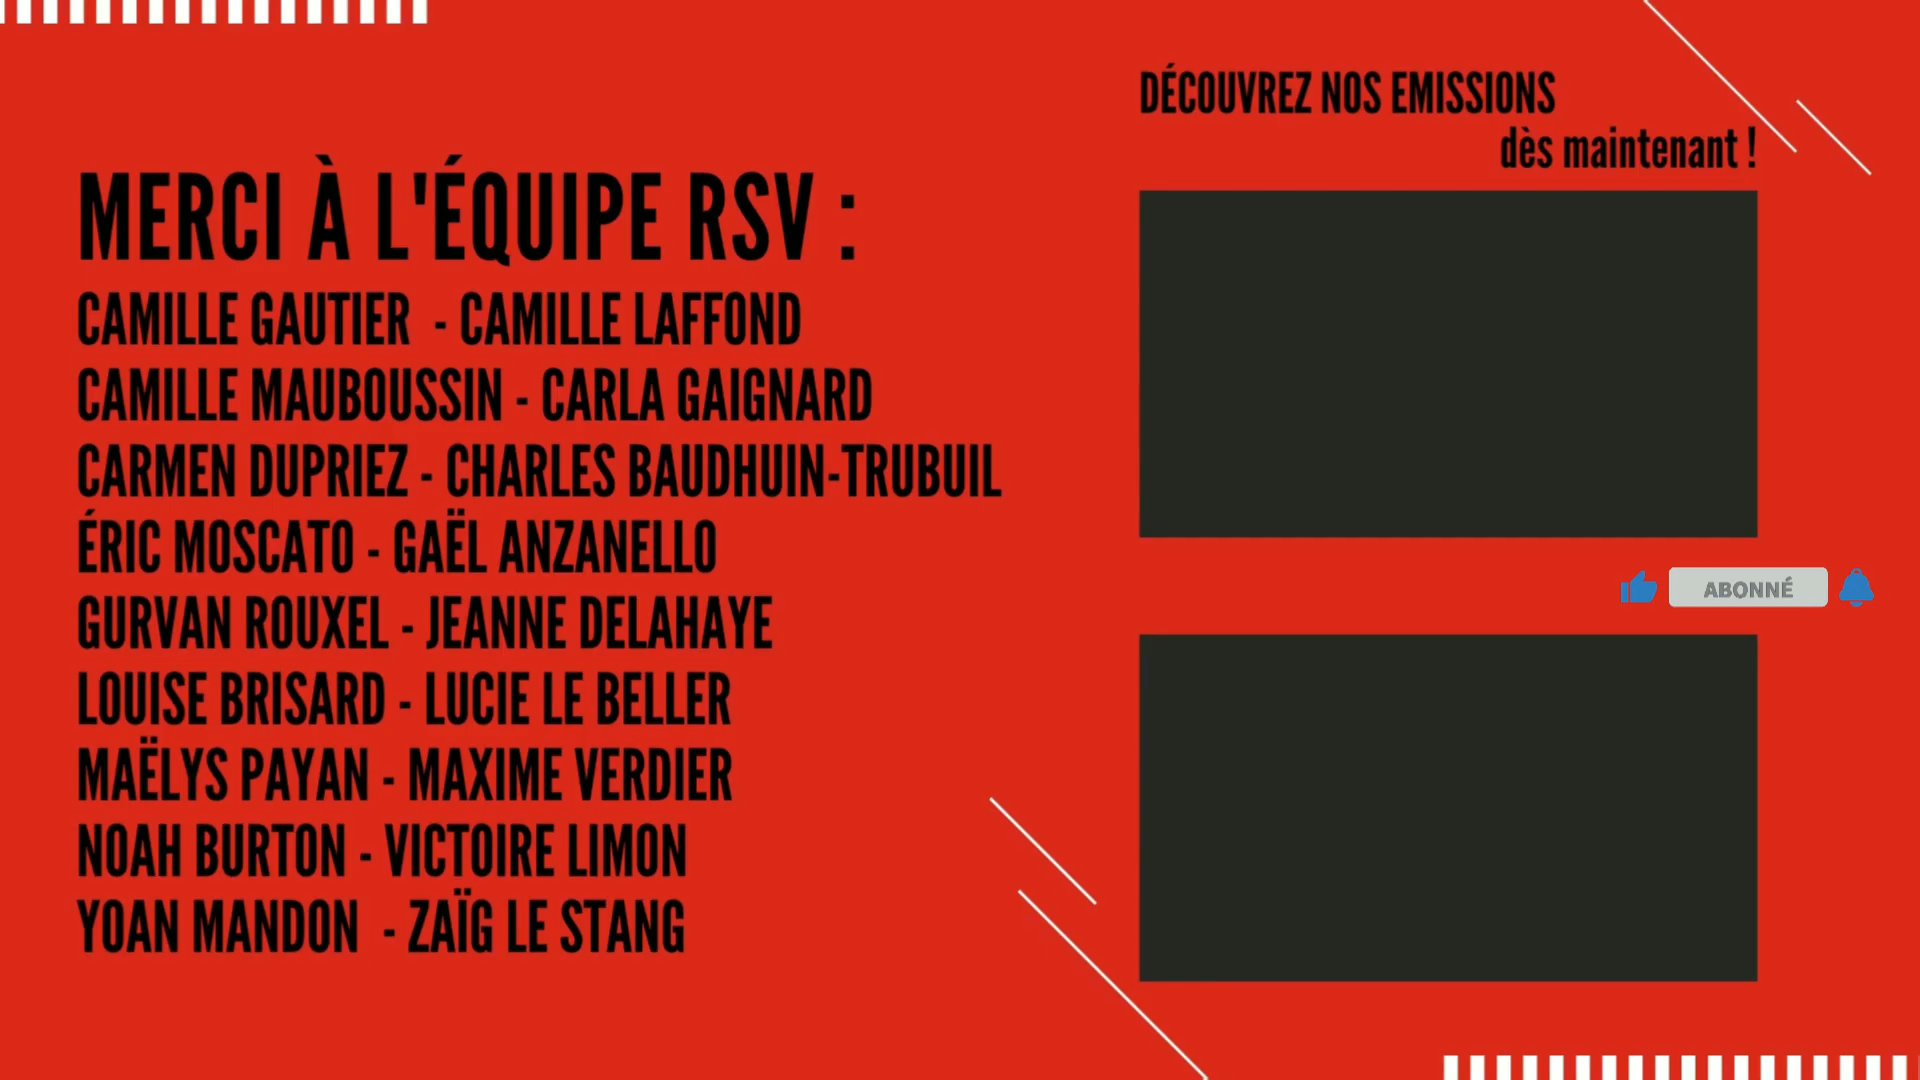 MERCI À L'ÉQUIPE RSV :
CAMILLE GAUTIER - CAMILLE LAFFOND
CAMILLE MAUBOUSSIN - CARLA GAIGNARD
CARMEN DUPRIEZ - CHARLES BAUDHUIN-TRUBUIL
ÉRIC MOSCATO - GAËL ANZANELLO
GURVAN ROUXEL - JEANNE DELAHAYE
LOUISE BRISARD - LUCIE LE BELLER
MAËLYS PAYAN - MAXIME VERDIER
NOAH BURTON - VICTOIRE LIMON
YOAN MANDON - ZAÏG LE STANG
DÉCOUVREZ NOS EMISSIONS
dès maintenant !
ABONNÉ